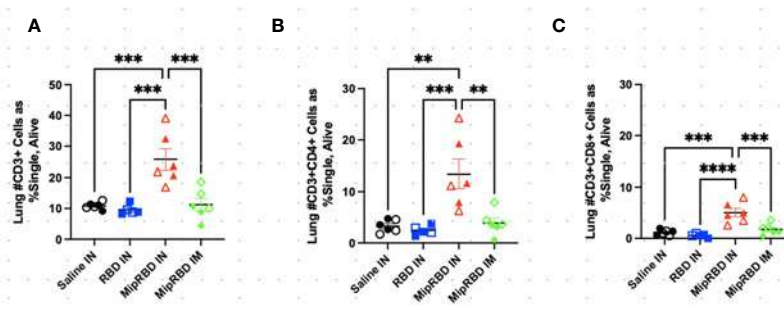 A
B
C
*** ***
***
Lung #CD3+ Cells as
%Single, Alive
50
40
30
20
10
0
Saline IN
RBD IN
MipRBD IN
MipRBD IM
**
*** **
Lung #CD3+CD4+ Cells as
%Single, Alive
30
20
10
0
Saline IN
RBD IN
MipRBD IN
MipRBD IM
*** ***
****
Lung #CD3+CD8+ Cells as
%Single, Alive
30
20
10
0
Saline IN
RBD IN
MipRBD IN
MipRBD IM